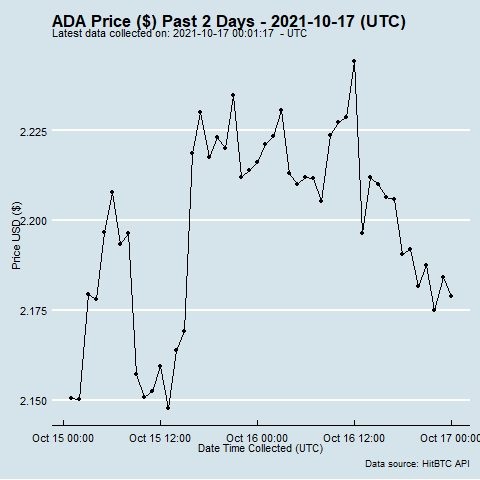 ADA Price ($) Past 2 Days - 2021-10-17 (UTC)
Latest data collected on: 2021-10-17 00:01:17  - UTC
2.225
2.200
2.175
2.150
Price USD ($)
Oct 15 00:00 Oct 15 12:00 Oct 16 00:00 Oct 16 12:00 Oct 17 00:00
Date Time Collected (UTC)
Data source: HitBTC API